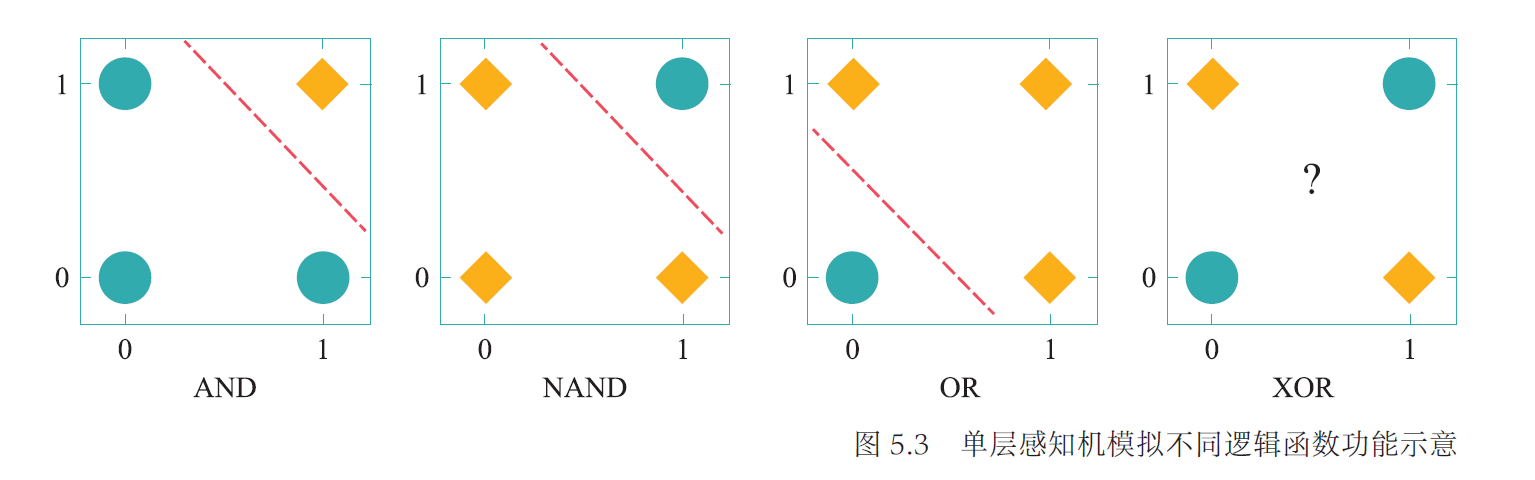 1 1 1 1
?
0 0 0 0
0 1 0 1 0 1 0 1
AND NAND OR XOR
图 5.3 单层感知机模拟不同逻辑函数功能示意